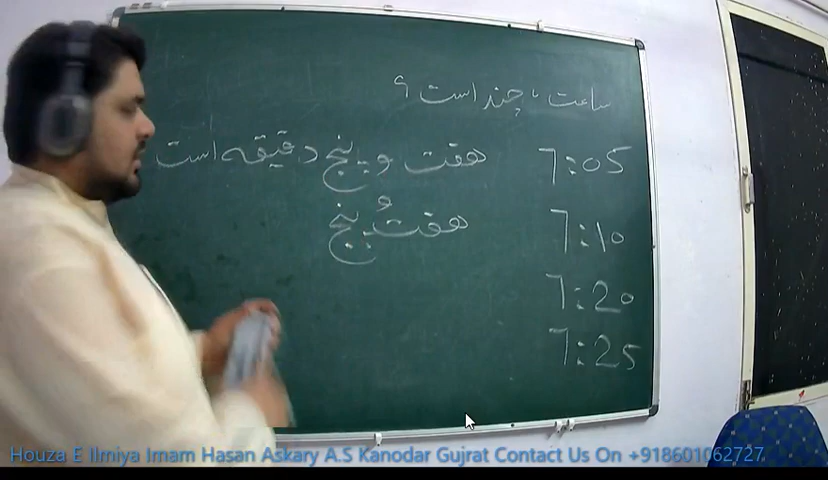 ساعت چند است ؟
7:05 هفت و پنج دقیقه است
7:10 هفت و پنج
7:20
7:25
Houza E Ilmiya Imam Hasan Askary A.S Kanodar Gujrat Contact Us On +918601062727